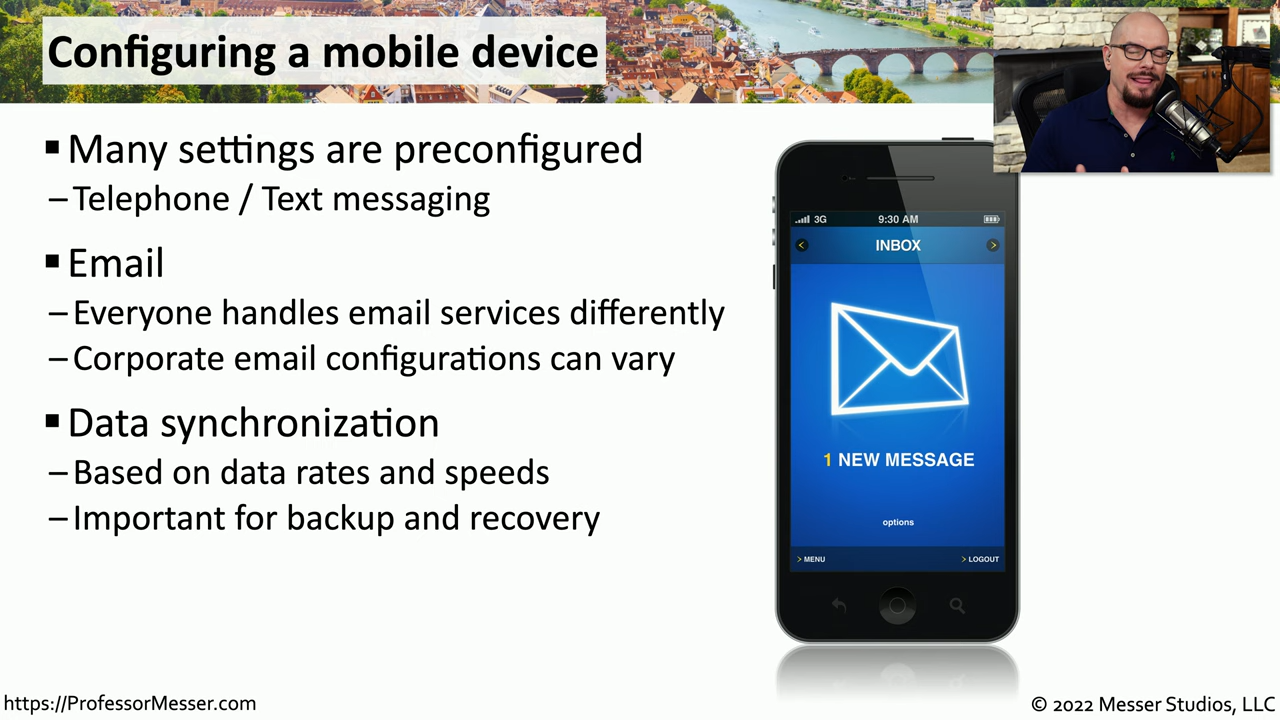 Configuring a mobile device
▪ Many settings are preconfigured
– Telephone / Text messaging
▪ Email
– Everyone handles email services differently
– Corporate email configurations can vary
▪ Data synchronization
– Based on data rates and speeds
– Important for backup and recovery
3G 9:30 AM
< INBOX >
1 NEW MESSAGE
options
> MENU > LOGOUT
https://ProfessorMesser.com
© 2022 Messer Studios, LLC